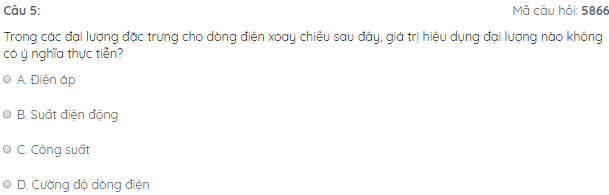 Câu 5: Mã câu hỏi: 5866
Trong các đại lượng đặc trưng cho dòng điện xoay chiều sau đây, giá trị hiệu dụng đại lượng nào không
có ý nghĩa thực tiễn?
A. Điện áp
B. Suất điện động
C. Công suất
D. Cường độ dòng điện